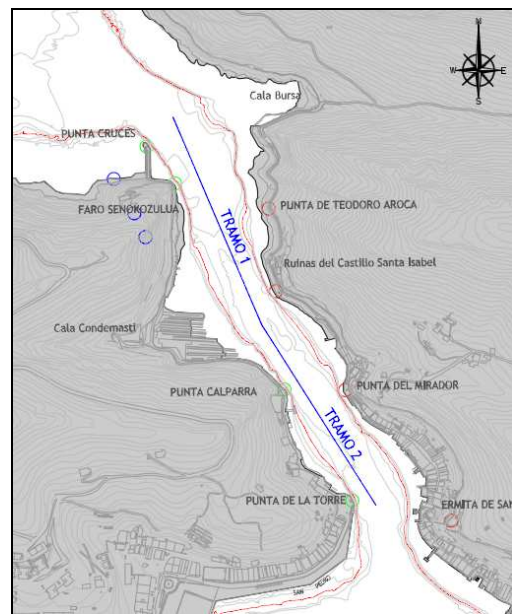 N
W E
S
Cala Bursa
PUNTA CRUCES
FARO SENOKOZULUA
PUNTA DE TEODORO AROCA
TRAMO 1
Ruinas del Castillo Santa Isabel
Cala Condemasti
PUNTA CALPARRA
PUNTA DEL MIRADOR
TRAMO 2
PUNTA DE LA TORRE
ERMITA DE SAN
SAN